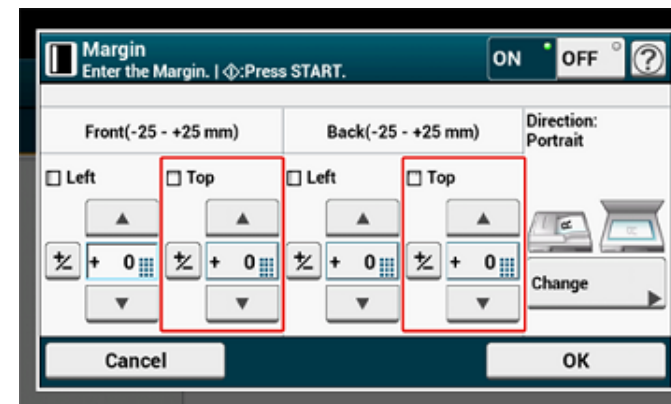 Margin
Enter the Margin. | :Press START.
ON OFF ?
Front(-25 - +25 mm) Back(-25 - +25 mm) Direction:
Portrait
Left Top Left Top
+ 0 + 0 + 0 + 0
Change
Cancel OK